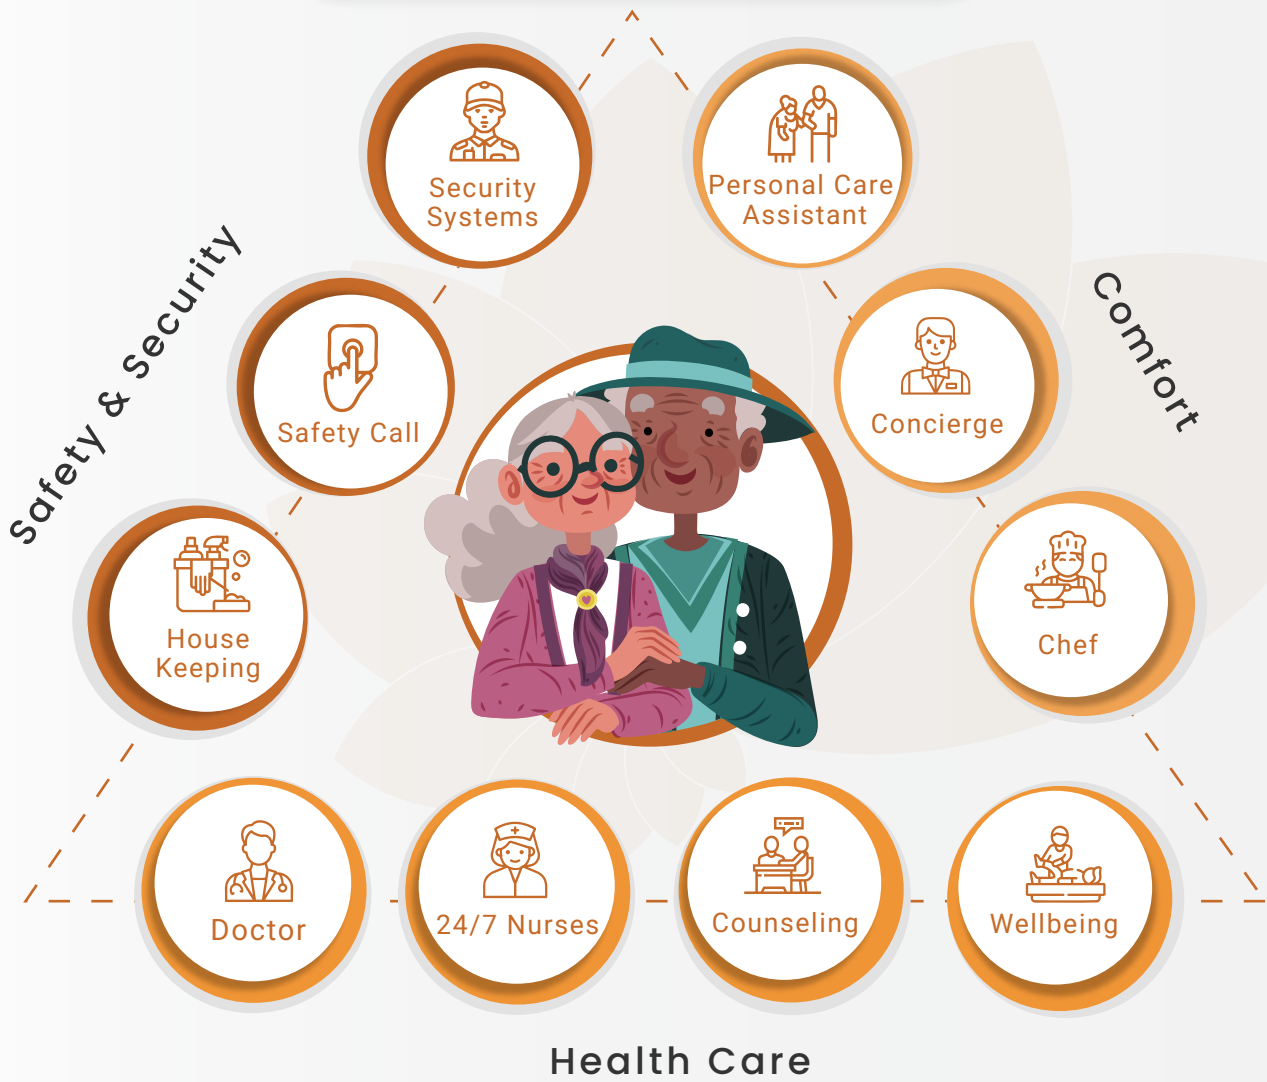 Security
Systems
Personal Care
Assistant
Safety & Security
Comfort
Safety Call
Concierge
House
Keeping
Chef
Doctor
24/7 Nurses
Counseling
Wellbeing
Health Care